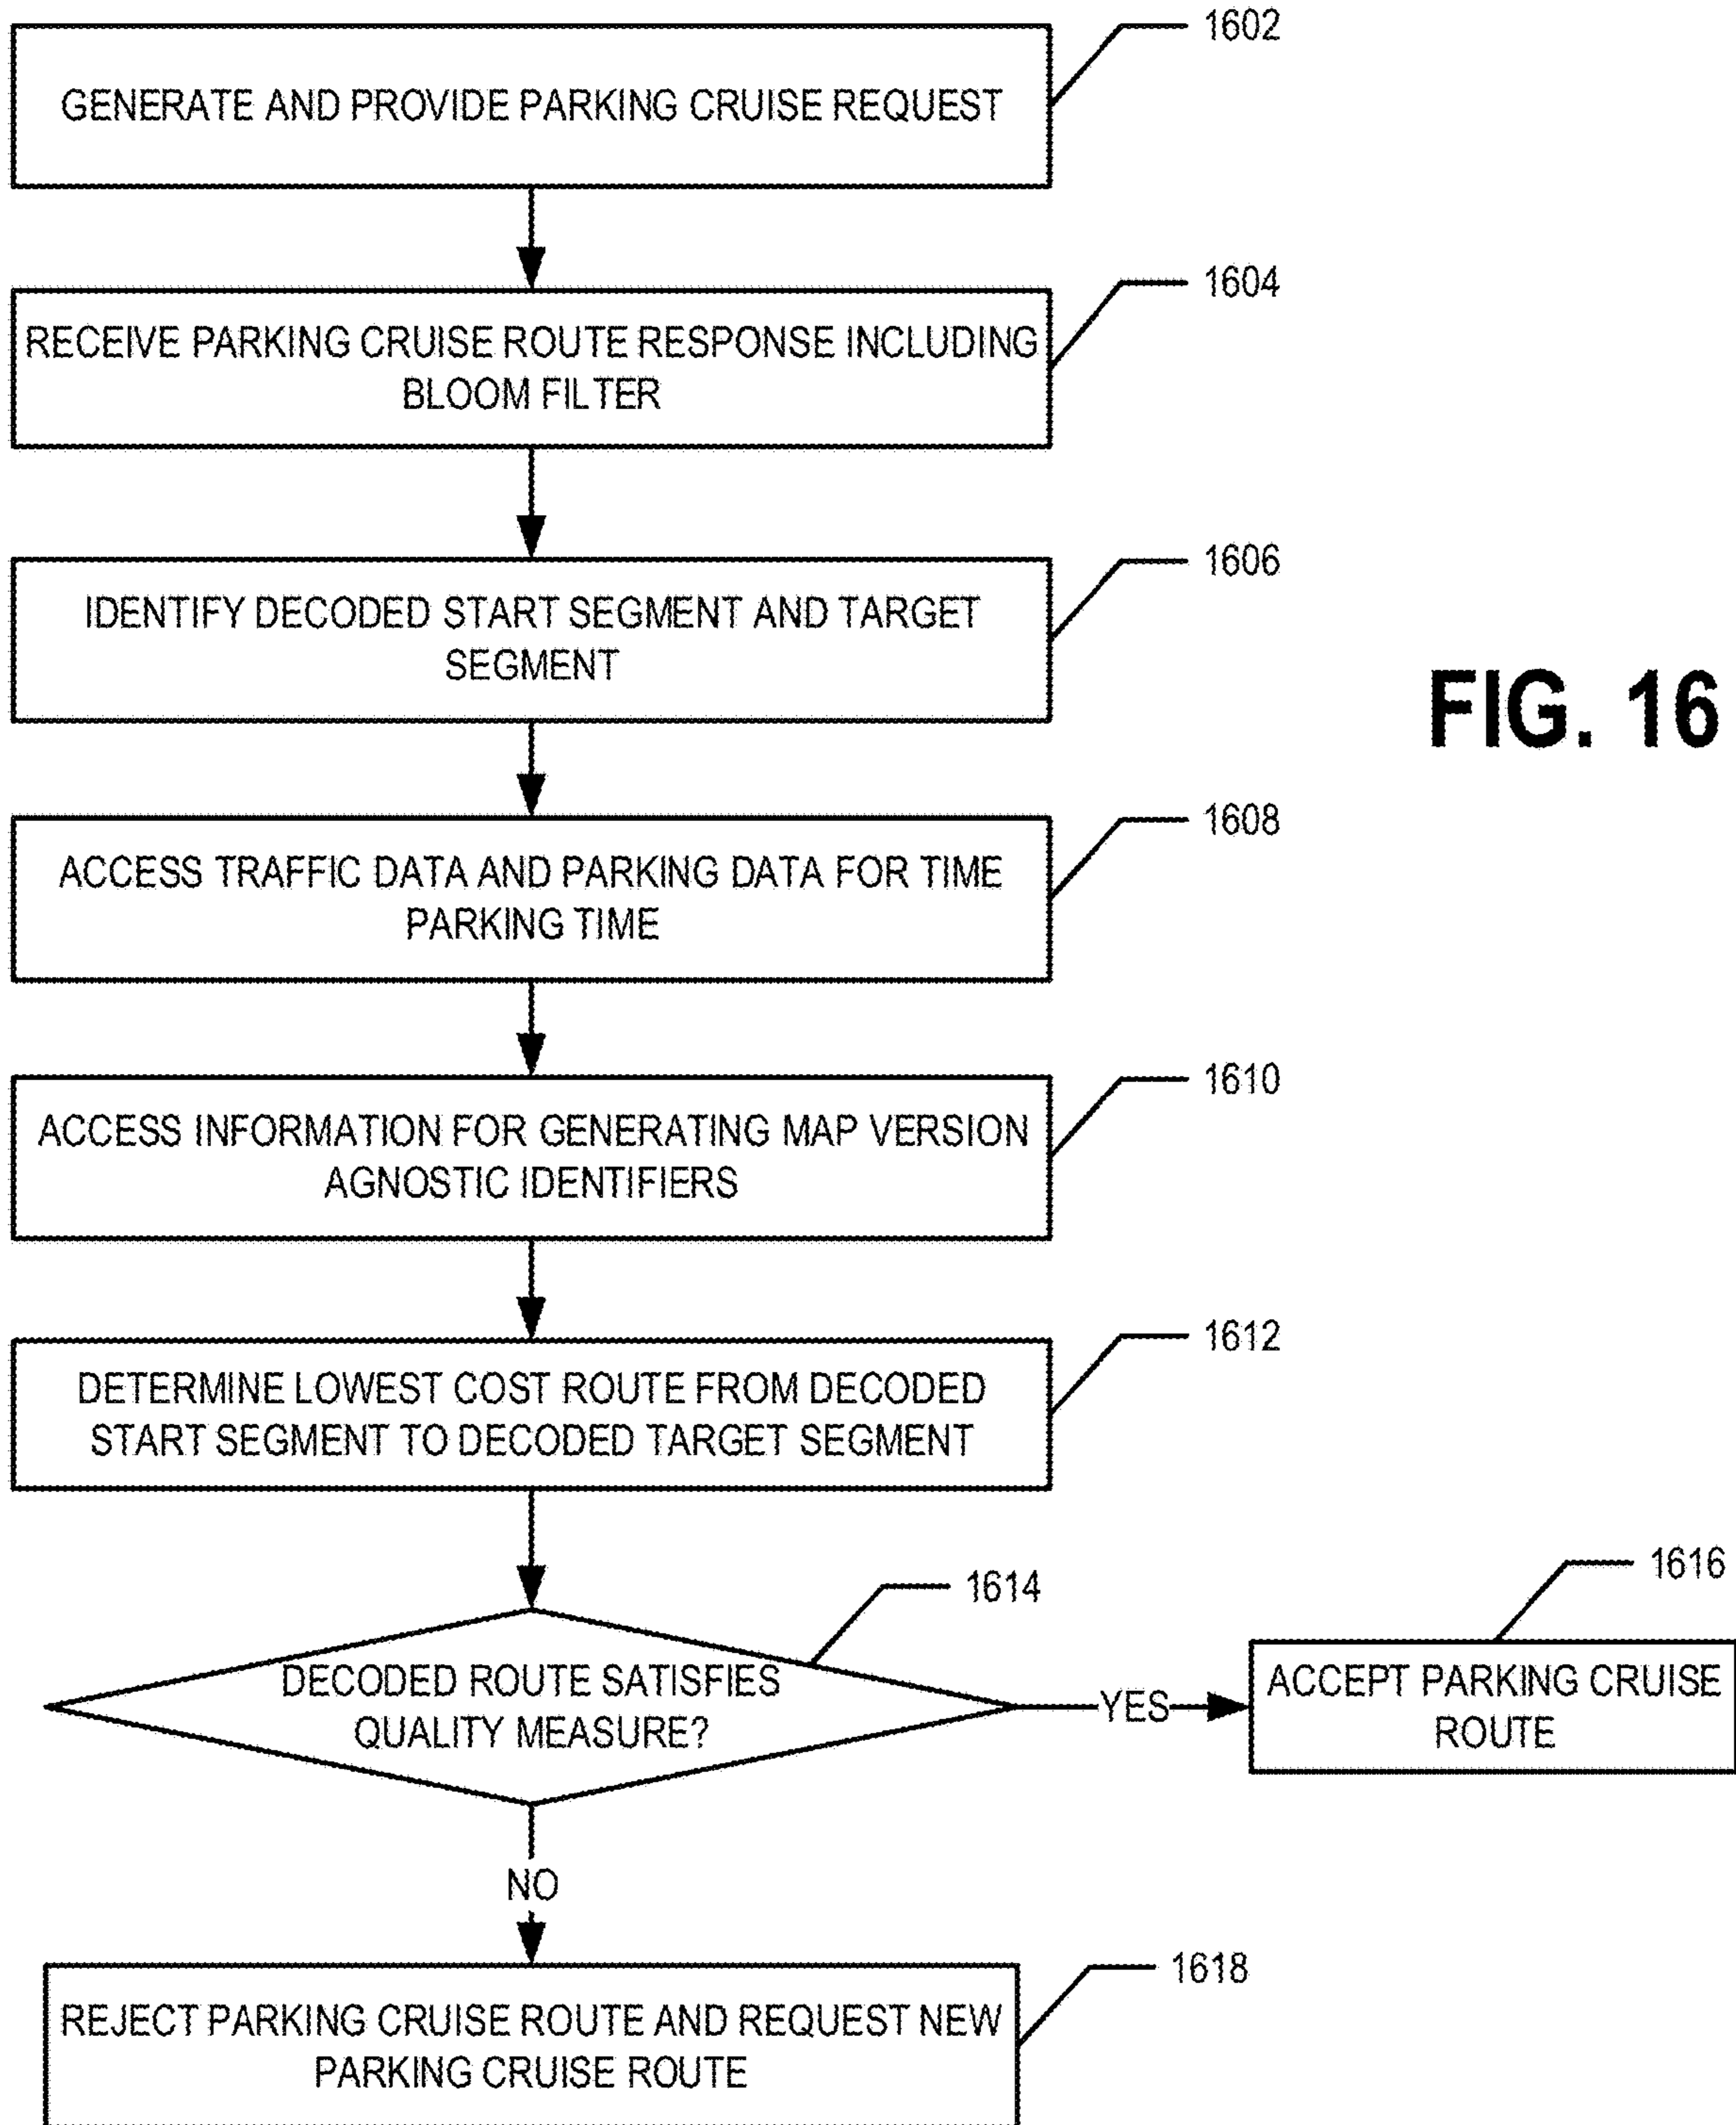 1602
GENERATE AND PROVIDE PARKING CRUISE REQUEST
1604
RECEIVE PARKING CRUISE ROUTE RESPONSE INCLUDING
BLOOM FILTER
1606
IDENTIFY DECODED START SEGMENT AND TARGET
SEGMENT
FIG. 16
1608
ACCESS TRAFFIC DATA AND PARKING DATA FOR TIME
PARKING TIME
1610
ACCESS INFORMATION FOR GENERATING MAP VERSION
AGNOSTIC IDENTIFIERS
1612
DETERMINE LOWEST COST ROUTE FROM DECODED
START SEGMENT TO DECODED TARGET SEGMENT
1614
DECODED ROUTE SATISFIES
QUALITY MEASURE?
YES
1616
ACCEPT PARKING CRUISE
ROUTE
NO
1618
REJECT PARKING CRUISE ROUTE AND REQUEST NEW
PARKING CRUISE ROUTE